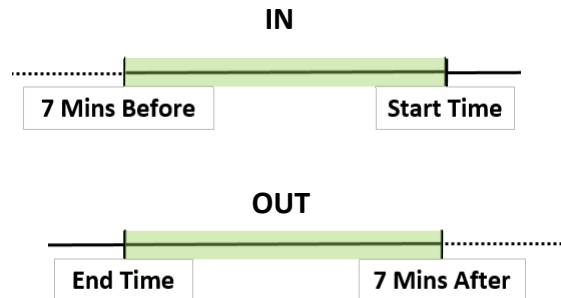 IN
7 Mins Before
Start Time
OUT
End Time
7 Mins After